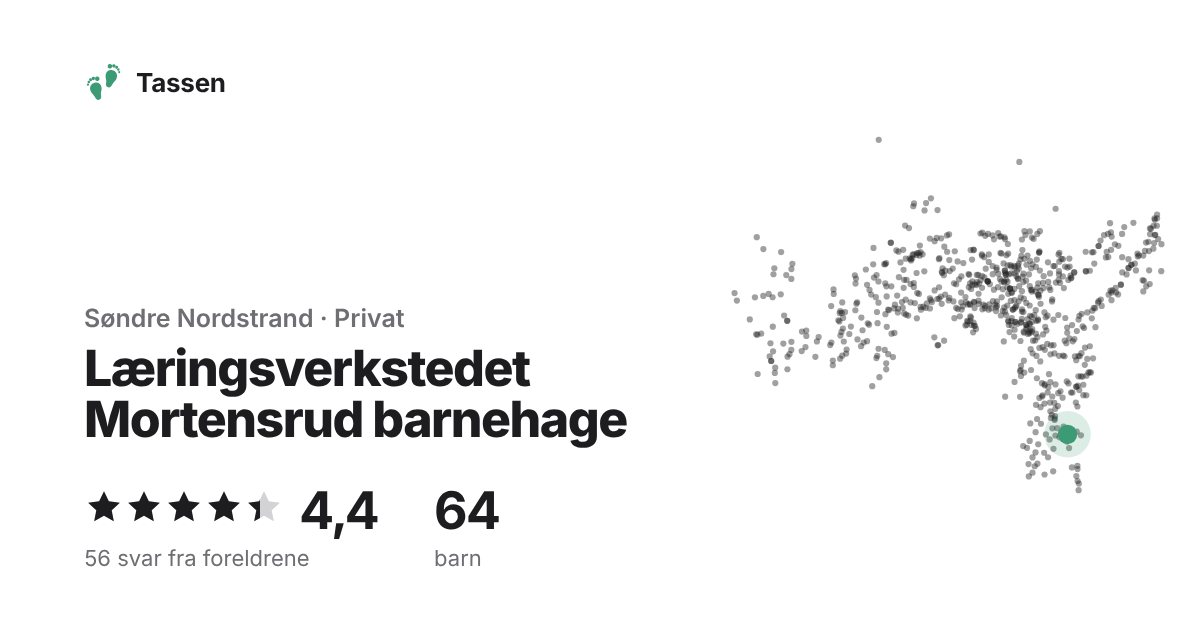 Tassen
Søndre Nordstrand · Privat
Læringsverkstedet
Mortensrud barnehage
4,4
56 svar fra foreldrene
64
barn